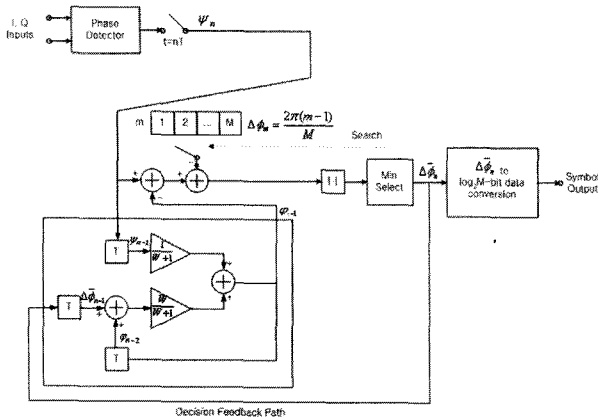 I, Q
Inputs
Phase
Detector
t=nT
ψn
m 1 2 ... M Δϕm = 2π(m-1)/M
Search
+ +
- -
| |
Min
Select
Δϕ̄n
Δϕ̄n to
log2M-bit data
conversion
Symbol
Output
φn-1
T ψn-1 1/W+1
+
T Δϕ̄n-1 + W/W+1
+ +
φn-2
T
Decision Feedback Path